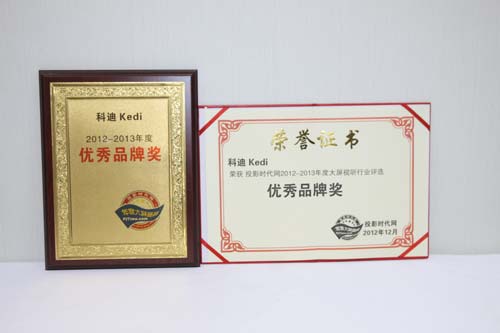 科迪 Kedi
2012-2013年度
优秀品牌奖
荣誉证书
科迪 Kedi
荣获 投影时代网2012-2013年度大屏视听行业评选
优秀品牌奖
投影时代网
2012年12月